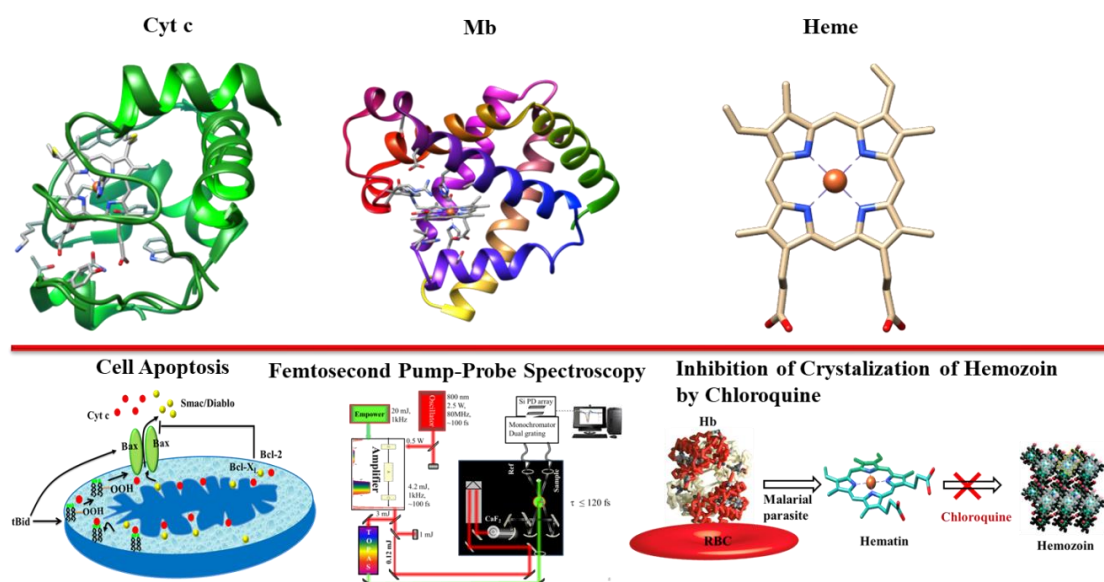 Cyt c
Mb
Heme
Cell Apoptosis
Cyt c
Smac/Diablo
Bax
Bax
Bcl-2
Bcl-X
OOH
OOH
tBid
Femtosecond Pump-Probe Spectroscopy
Empower
20 mJ,
1kHz
Oscillator
800 nm
2.5 W,
80MHz,
~100 fs
0.5 W
Amplifier
4.2 mJ,
1kHz,
~100 fs
3 mJ
1 mJ
TOPAS
0.12 mJ
Si PD array
Monochromator
Dual grating
Ref
Sample
CaF2
τ ≤ 120 fs
Inhibition of Crystalization of Hemozoin
by Chloroquine
Hb
RBC
Malarial
parasite
Hematin
Chloroquine
Hemozoin